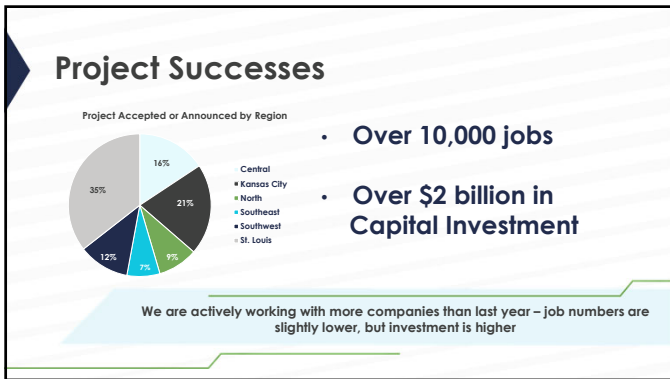 Project Successes
Project Accepted or Announced by Region
16%
21%
9%
7%
12%
35%
Central
Kansas City
North
Southeast
Southwest
St. Louis
• Over 10,000 jobs
• Over $2 billion in
Capital Investment
We are actively working with more companies than last year – job numbers are
slightly lower, but investment is higher